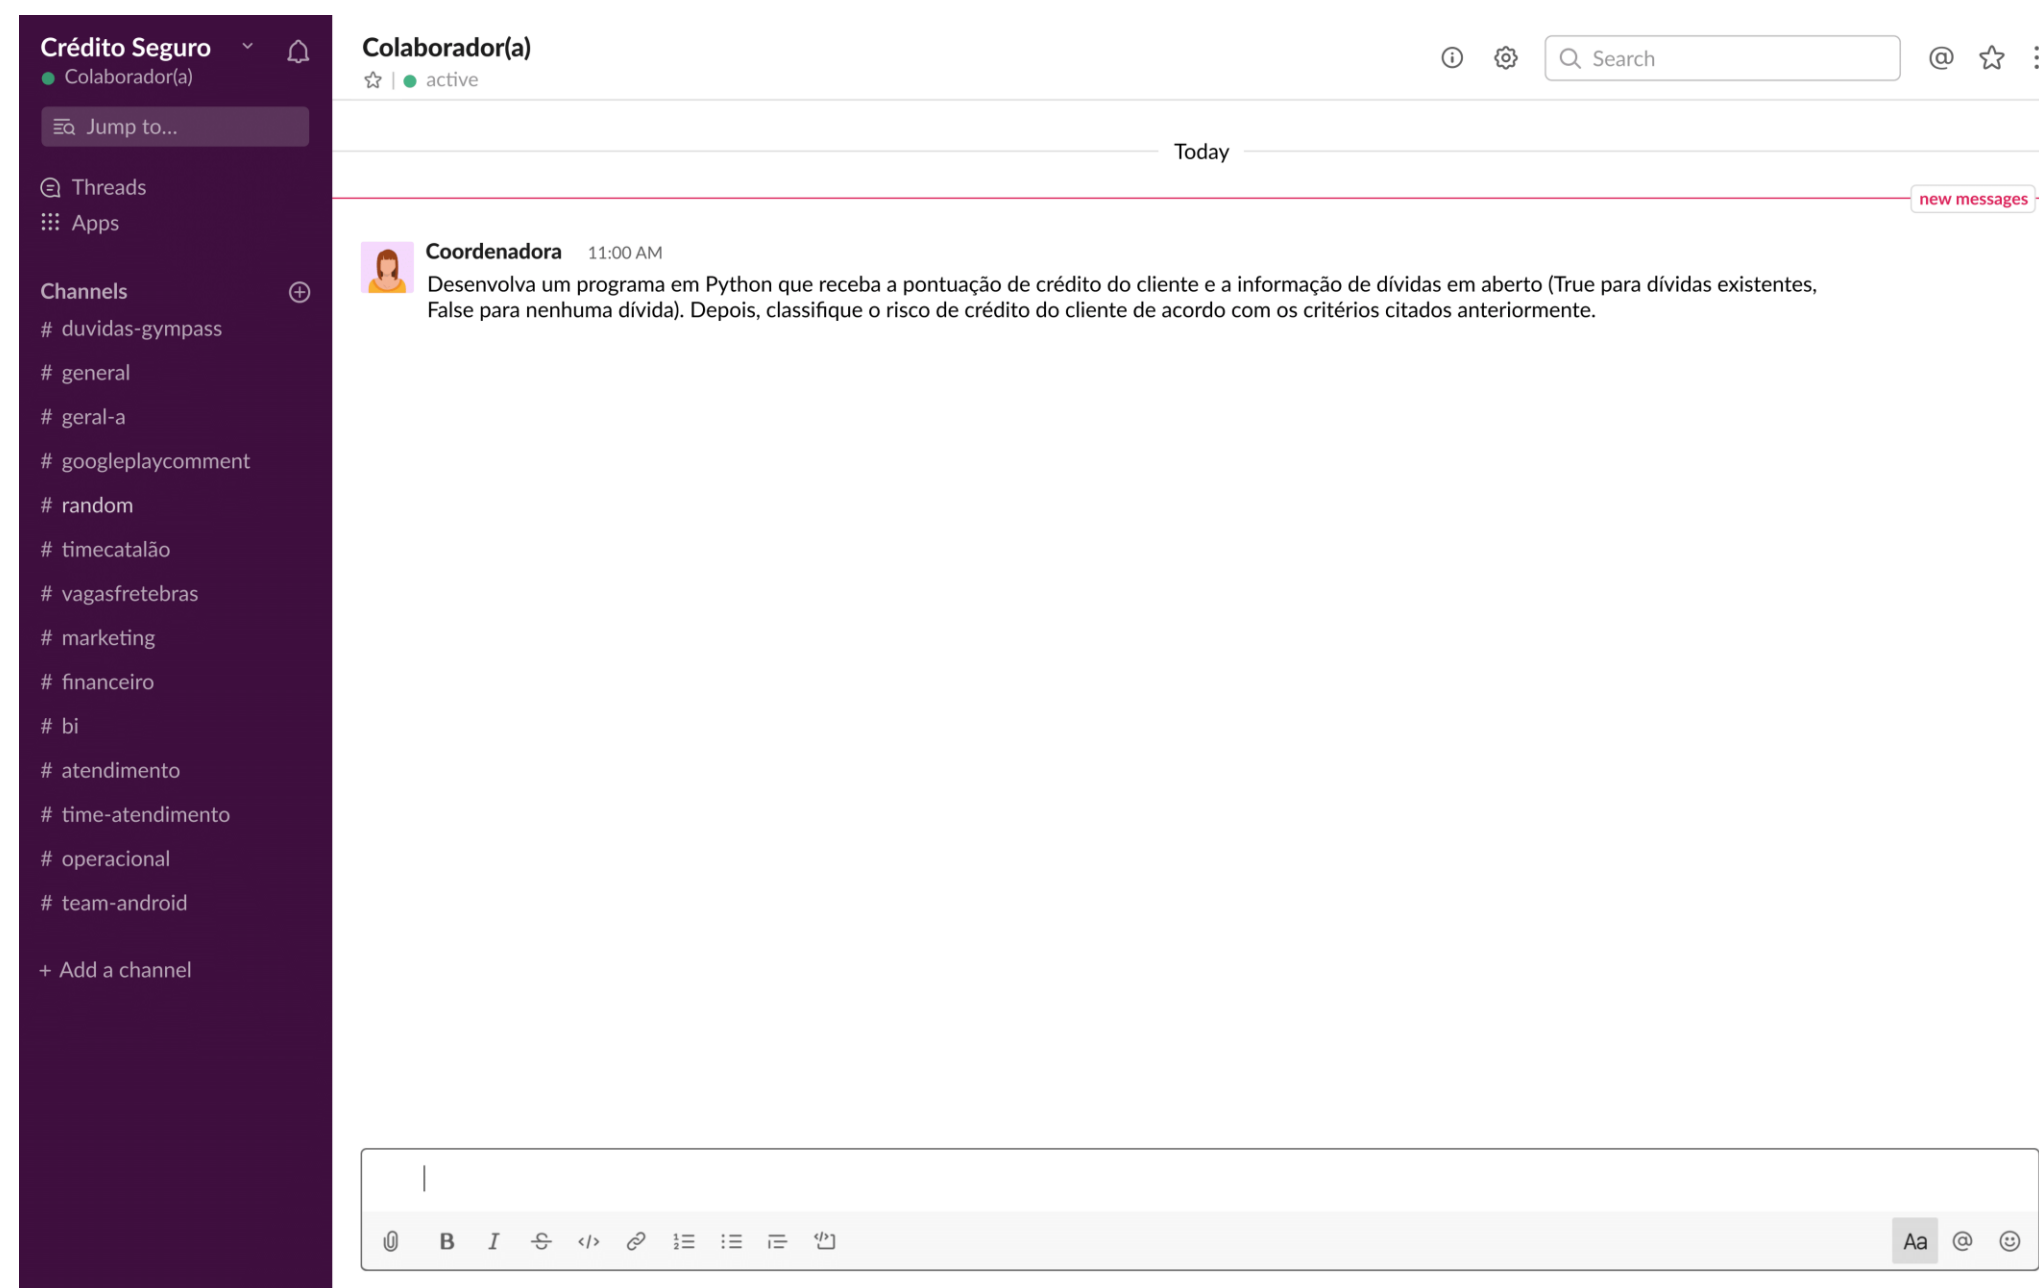 Crédito Seguro
Colaborador(a)
Jump to...
Threads
Apps
Channels
# duvidas-gympass
# general
# geral-a
# googleplaycomment
# random
# timecatalão
# vagasfretebras
# marketing
# financeiro
# bi
# atendimento
# time-atendimento
# operacional
# team-android
+ Add a channel
Colaborador(a)
active
Search
@
Today
new messages
Coordenadora 11:00 AM
Desenvolva um programa em Python que receba a pontuação de crédito do cliente e a informação de dívidas em aberto (True para dívidas existentes,
False para nenhuma dívida). Depois, classifique o risco de crédito do cliente de acordo com os critérios citados anteriormente.
B I S </> Aa @